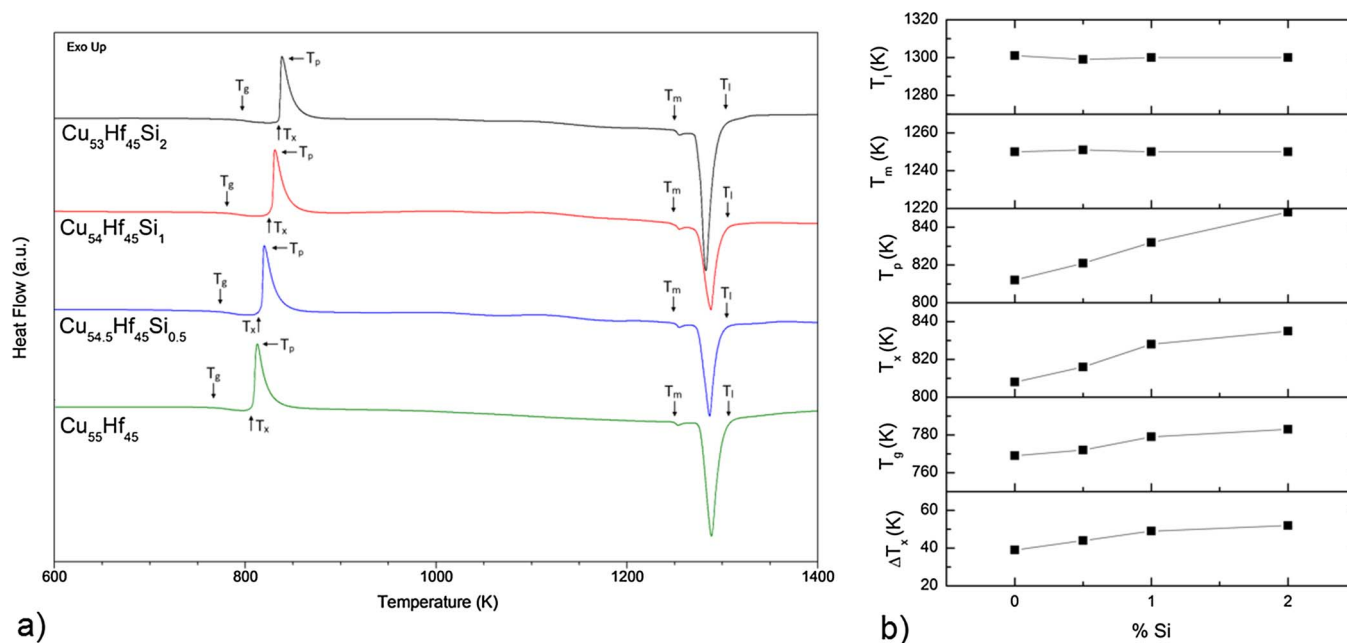 Exo Up
T_g
T_p
T_x
T_m
T_l
Cu₅₃Hf₄₅Si₂
T_g
T_p
T_x
T_m
T_l
Cu₅₄Hf₄₅Si₁
T_g
T_p
T_x
T_m
T_l
Cu₅₄.₅Hf₄₅Si₀.₅
T_g
T_p
T_x
T_m
T_l
Cu₅₅Hf₄₅
Heat Flow (a.u.)
600 800 1000 1200 1400
Temperature (K)
a)
T_l (K)
1320
1300
1280
T_m (K)
1260
1240
1220
T_p (K)
840
820
800
T_x (K)
840
820
800
T_g (K)
780
760
ΔT_x (K)
60
40
20
0 1 2
% Si
b)